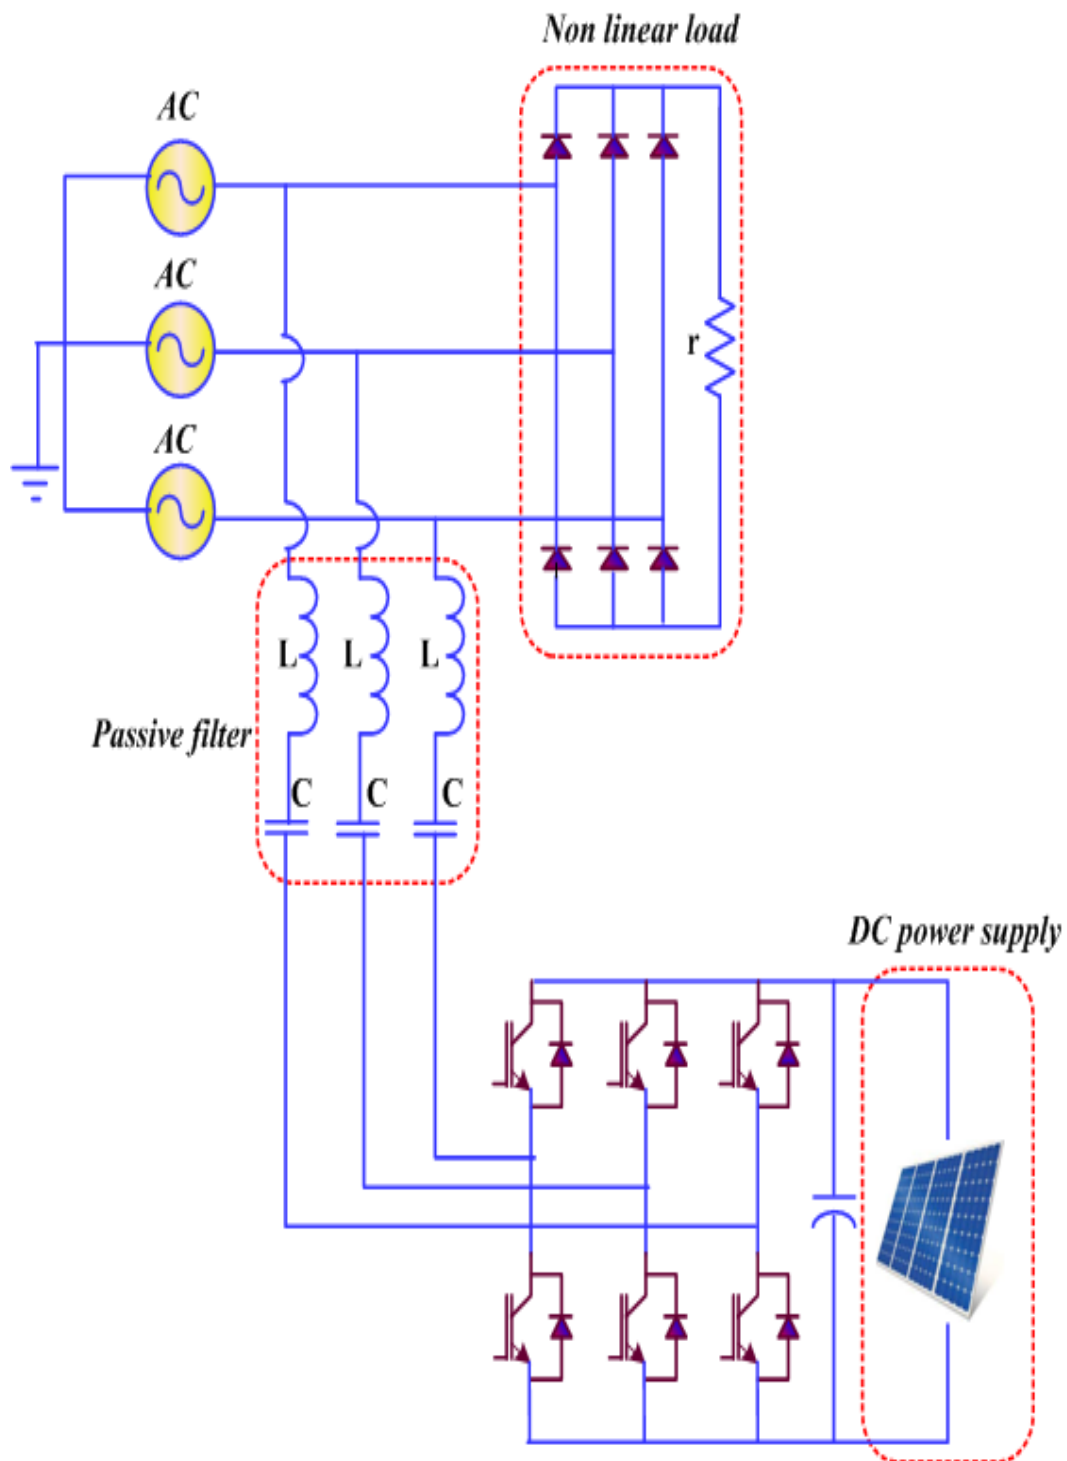 Non linear load
AC
AC
r
AC
L L L
Passive filter
C C C
DC power supply